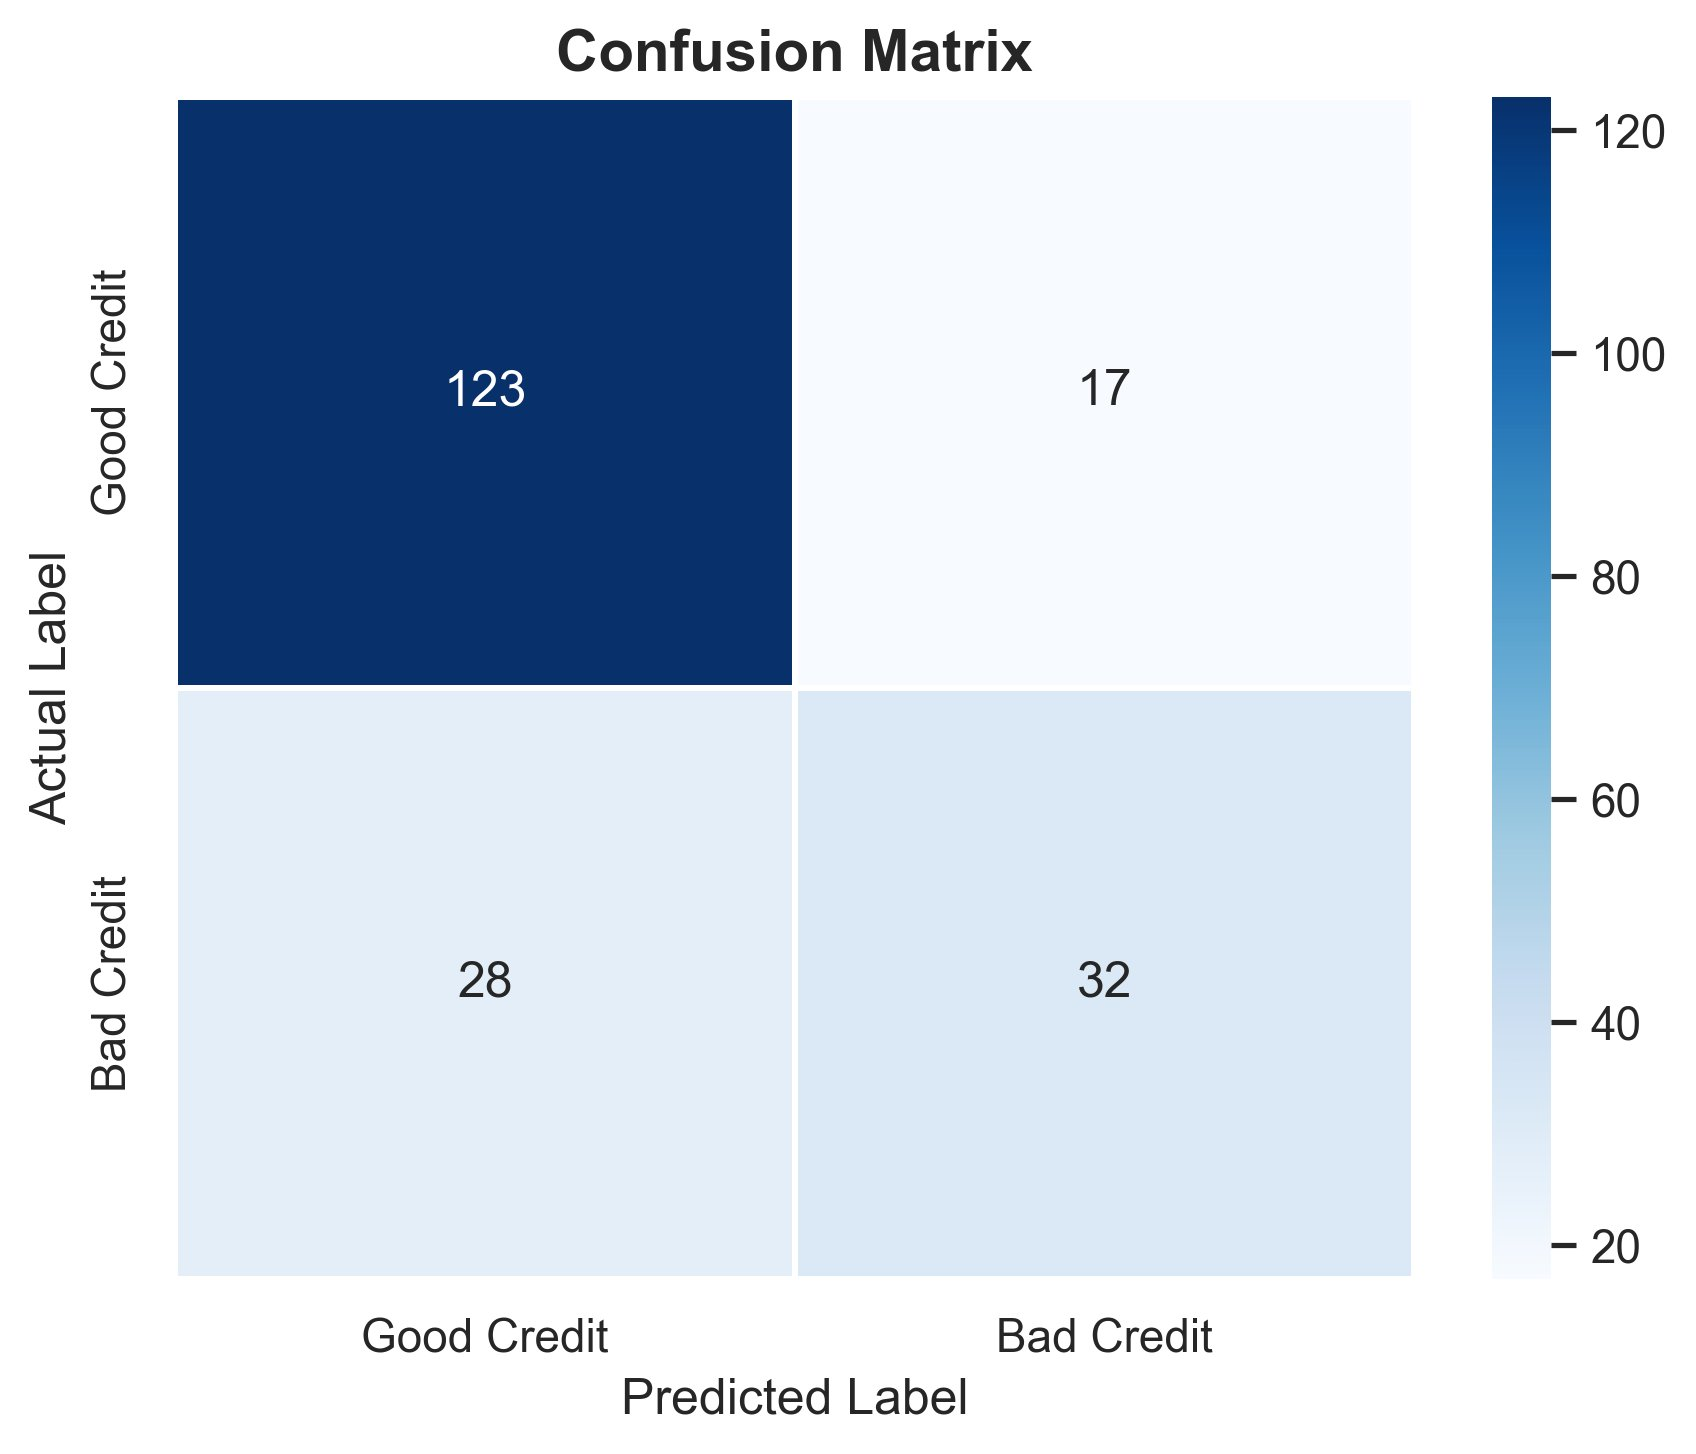 Confusion Matrix
Actual Label
Good Credit
Bad Credit
123
17
28
32
Good Credit
Bad Credit
Predicted Label
120
100
80
60
40
20